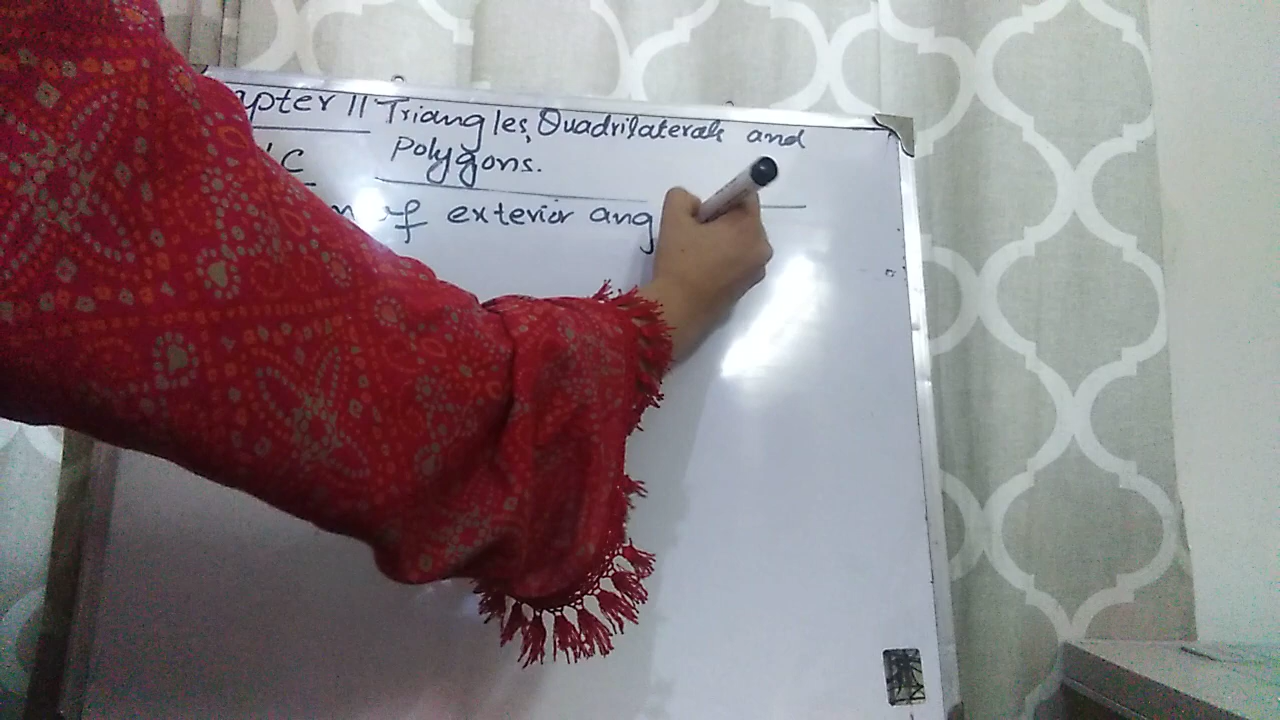 apter 11 Triangles, Quadrilaterals and
Polygons.
'C
n of exterior ang